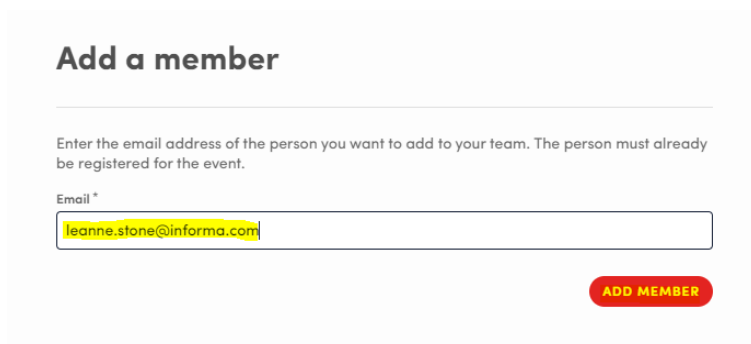 Add a member
Enter the email address of the person you want to add to your team. The person must already
be registered for the event.
Email *
leanne.stone@informa.com
ADD MEMBER